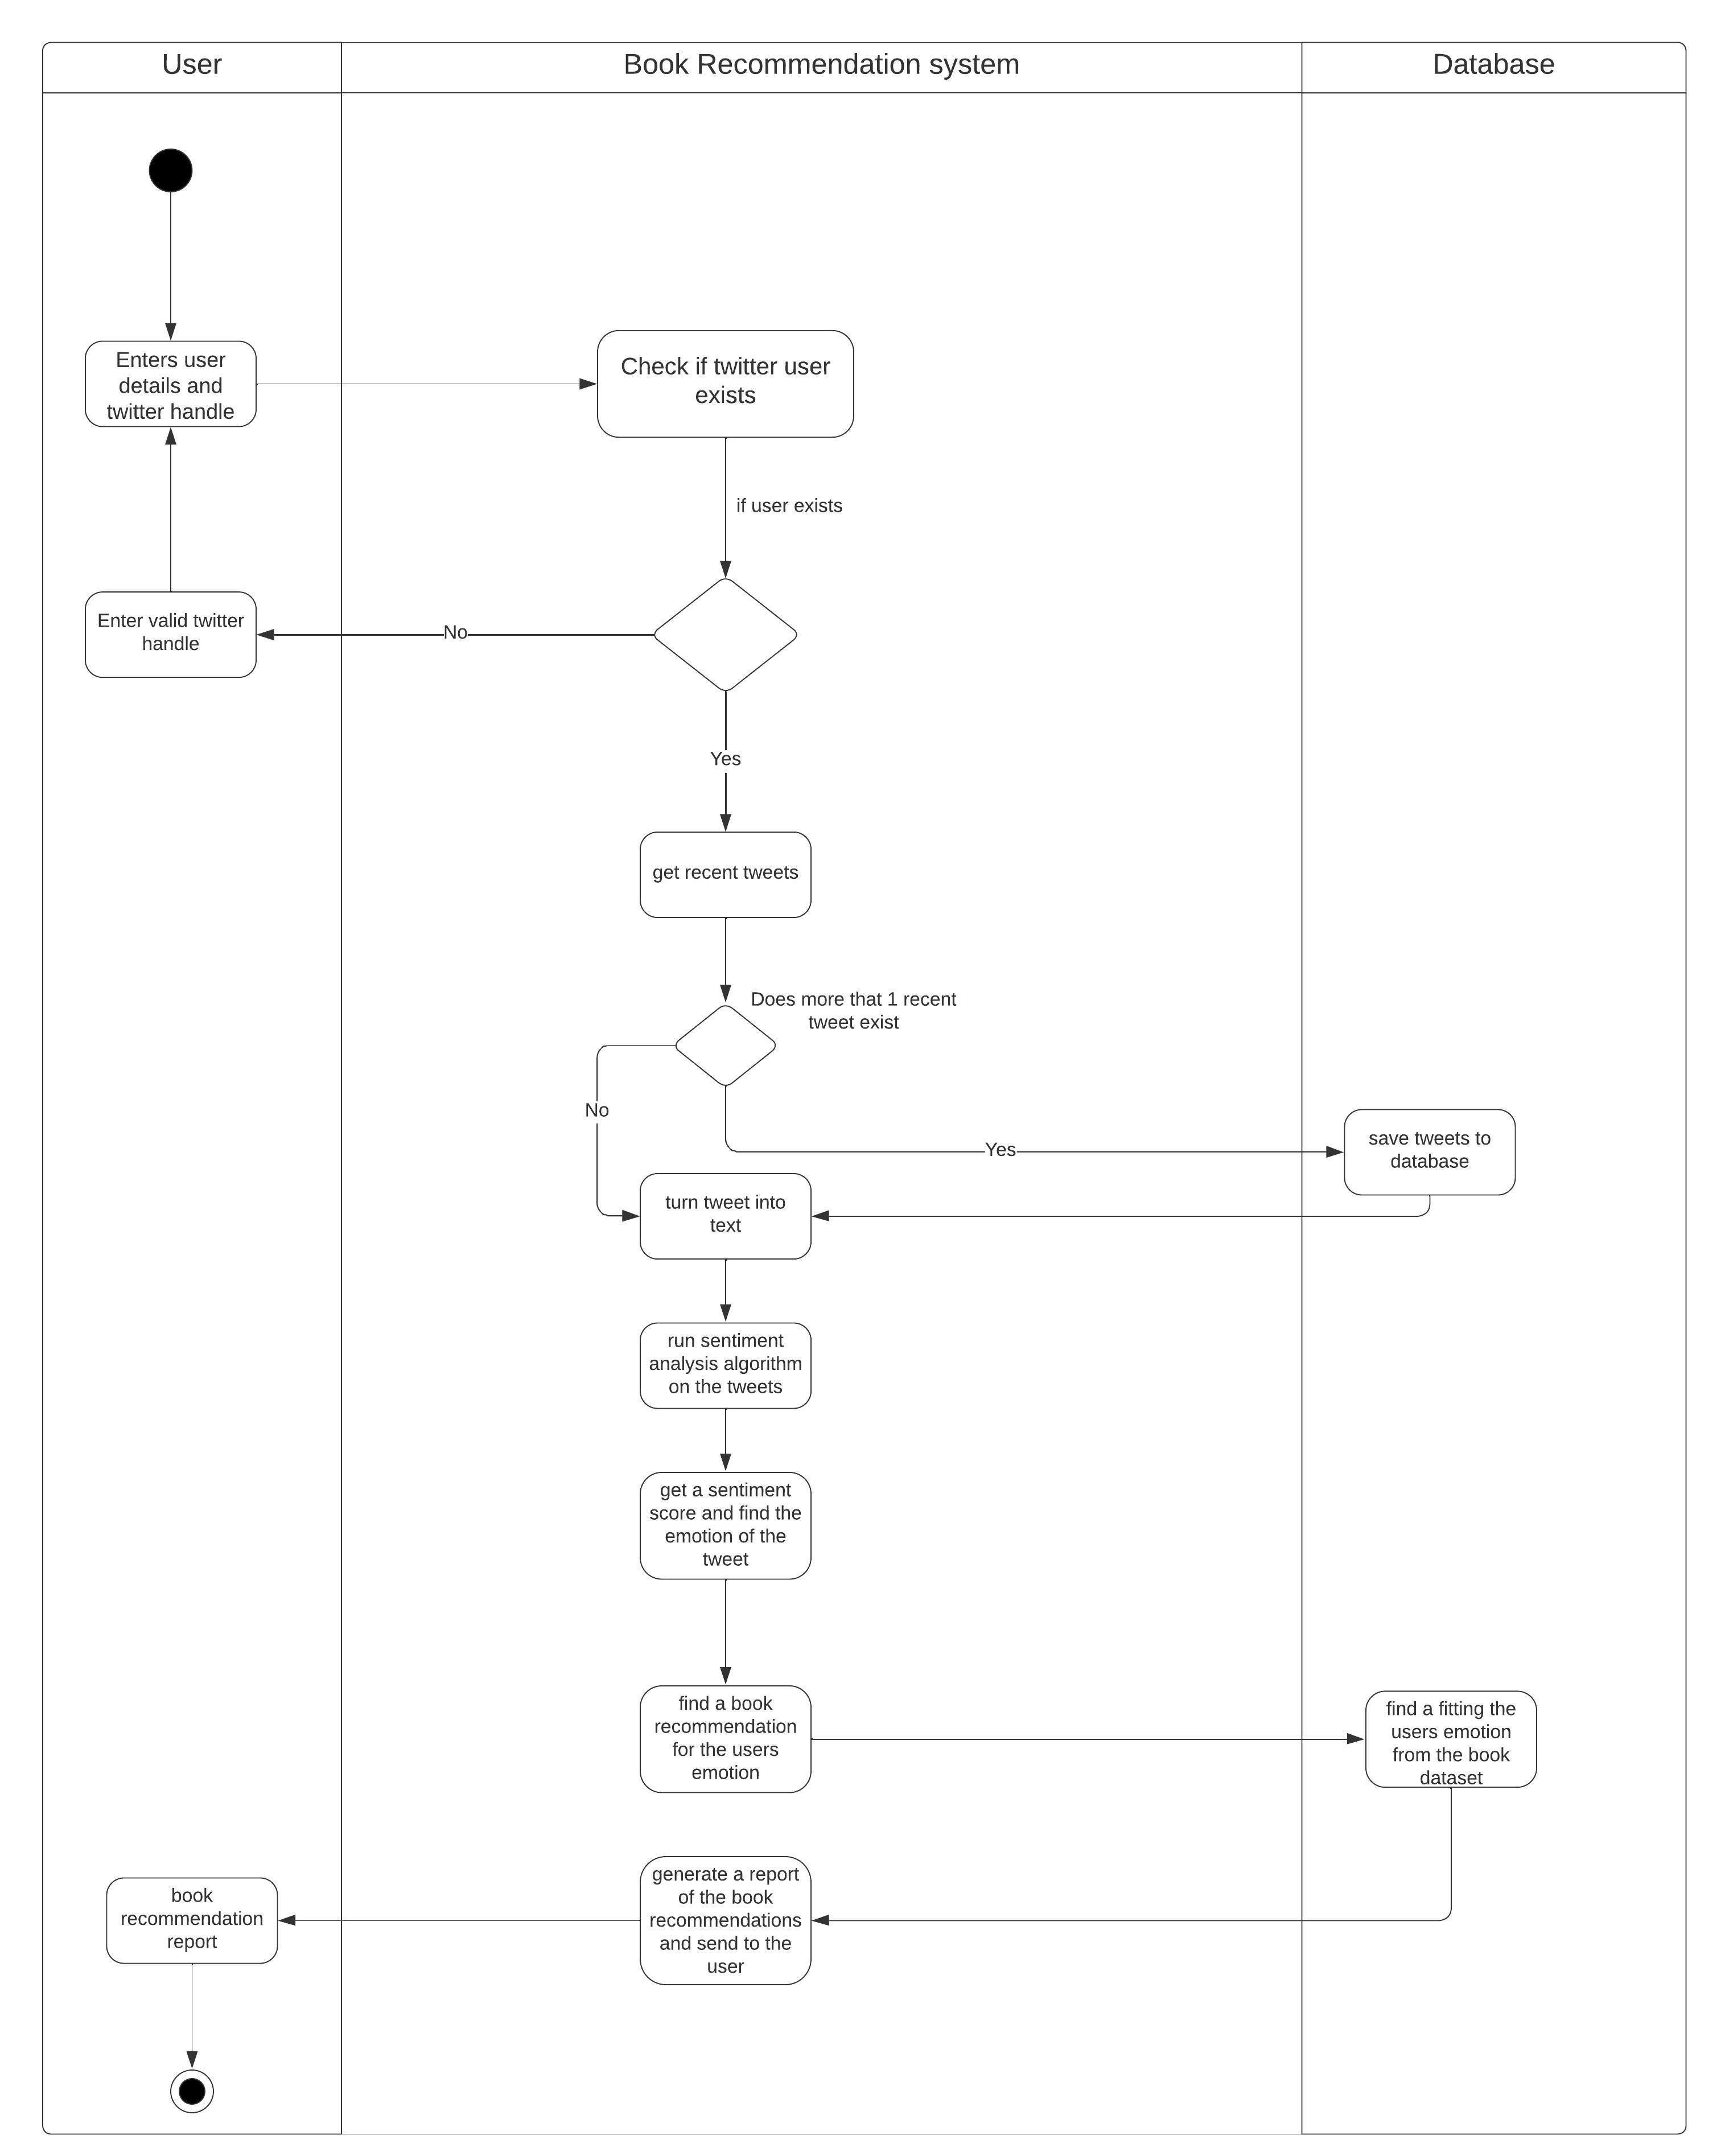 User
Book Recommendation system
Database
Enters user
details and
twitter handle
Check if twitter user
exists
if user exists
Enter valid twitter
handle
No
Yes
get recent tweets
Does more that 1 recent
tweet exist
No
Yes
save tweets to
database
turn tweet into
text
run sentiment
analysis algorithm
on the tweets
get a sentiment
score and find the
emotion of the
tweet
find a book
recommendation
for the users
emotion
find a fitting the
users emotion
from the book
dataset
generate a report
of the book
recommendations
and send to the
user
book
recommendation
report